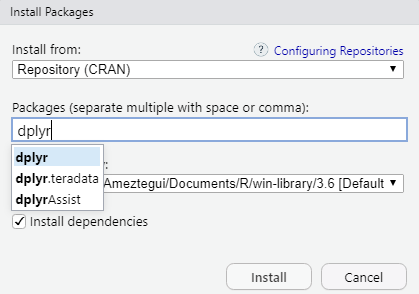 Install Packages
Install from:
? Configuring Repositories
Repository (CRAN)
Packages (separate multiple with space or comma):
dplyr
dplyr
dplyr.teradata
dplyrAssist
Ameztegui/Documents/R/win-library/3.6 [Default
Install dependencies
Install
Cancel